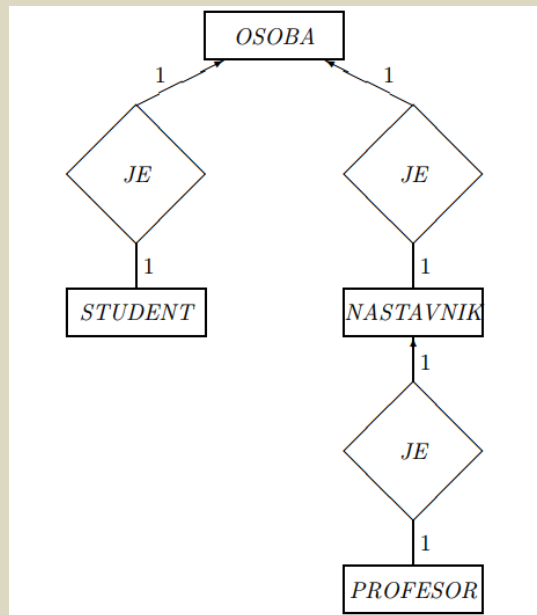 OSOBA
1 1
JE JE
1 1
STUDENT NASTAVNIK
1
JE
1
PROFESOR